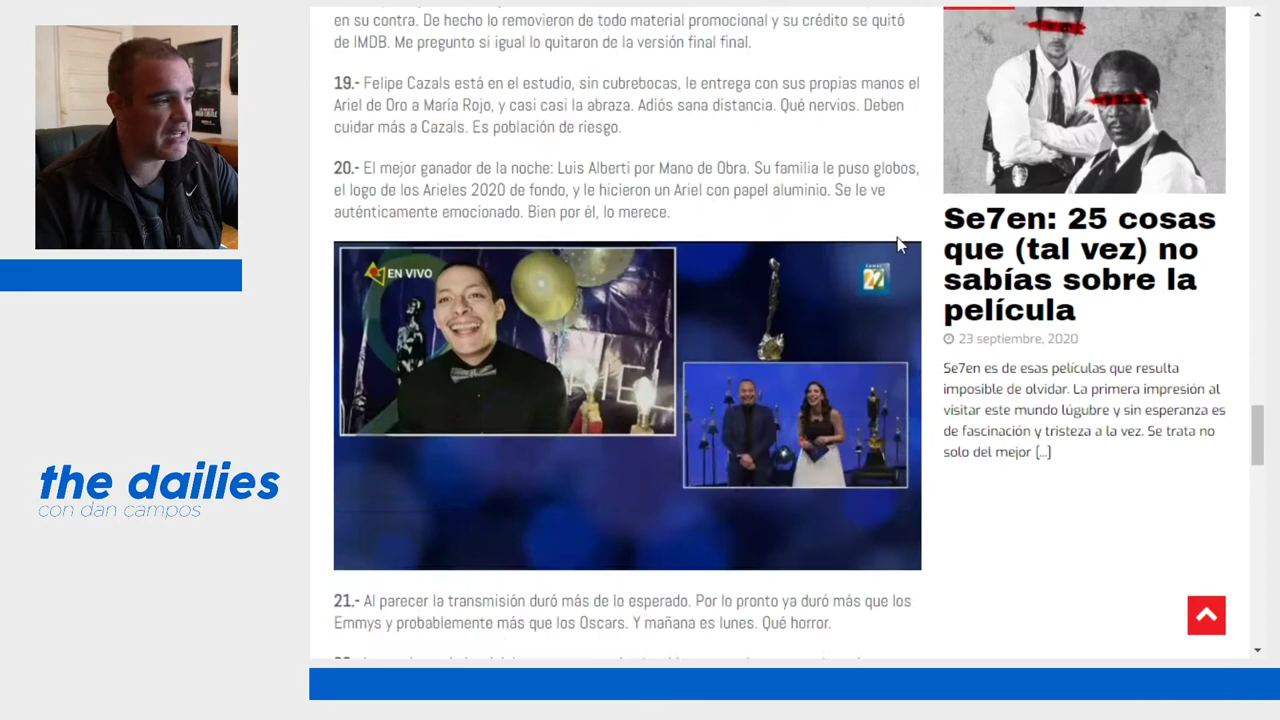 en su contra. De hecho lo removieron de todo material promocional y su crédito se quitó
de IMDB. Me pregunto si igual lo quitaron de la versión final final.
19.- Felipe Cazals está en el estudio, sin cubrebocas, le entrega con sus propias manos el
Ariel de Oro a María Rojo, y casi casi la abraza. Adiós sana distancia. Qué nervios. Deben
cuidar más a Cazals. Es población de riesgo.
20.- El mejor ganador de la noche: Luis Alberti por Mano de Obra. Su familia le puso globos,
el logo de los Arieles 2020 de fondo, y le hicieron un Ariel con papel aluminio. Se le ve
auténticamente emocionado. Bien por él, lo merece.
EN VIVO
22
21.- Al parecer la transmisión duró más de lo esperado. Por lo pronto ya duró más que los
Emmys y probablemente más que los Oscars. Y mañana es lunes. Qué horror.
Se7en: 25 cosas
que (tal vez) no
sabías sobre la
película
23 septiembre, 2020
Se7en es de esas películas que resulta
imposible de olvidar. La primera impresión al
visitar este mundo lúgubre y sin esperanza es
de fascinación y tristeza a la vez. Se trata no
solo del mejor [...]
the dailies
con dan campos